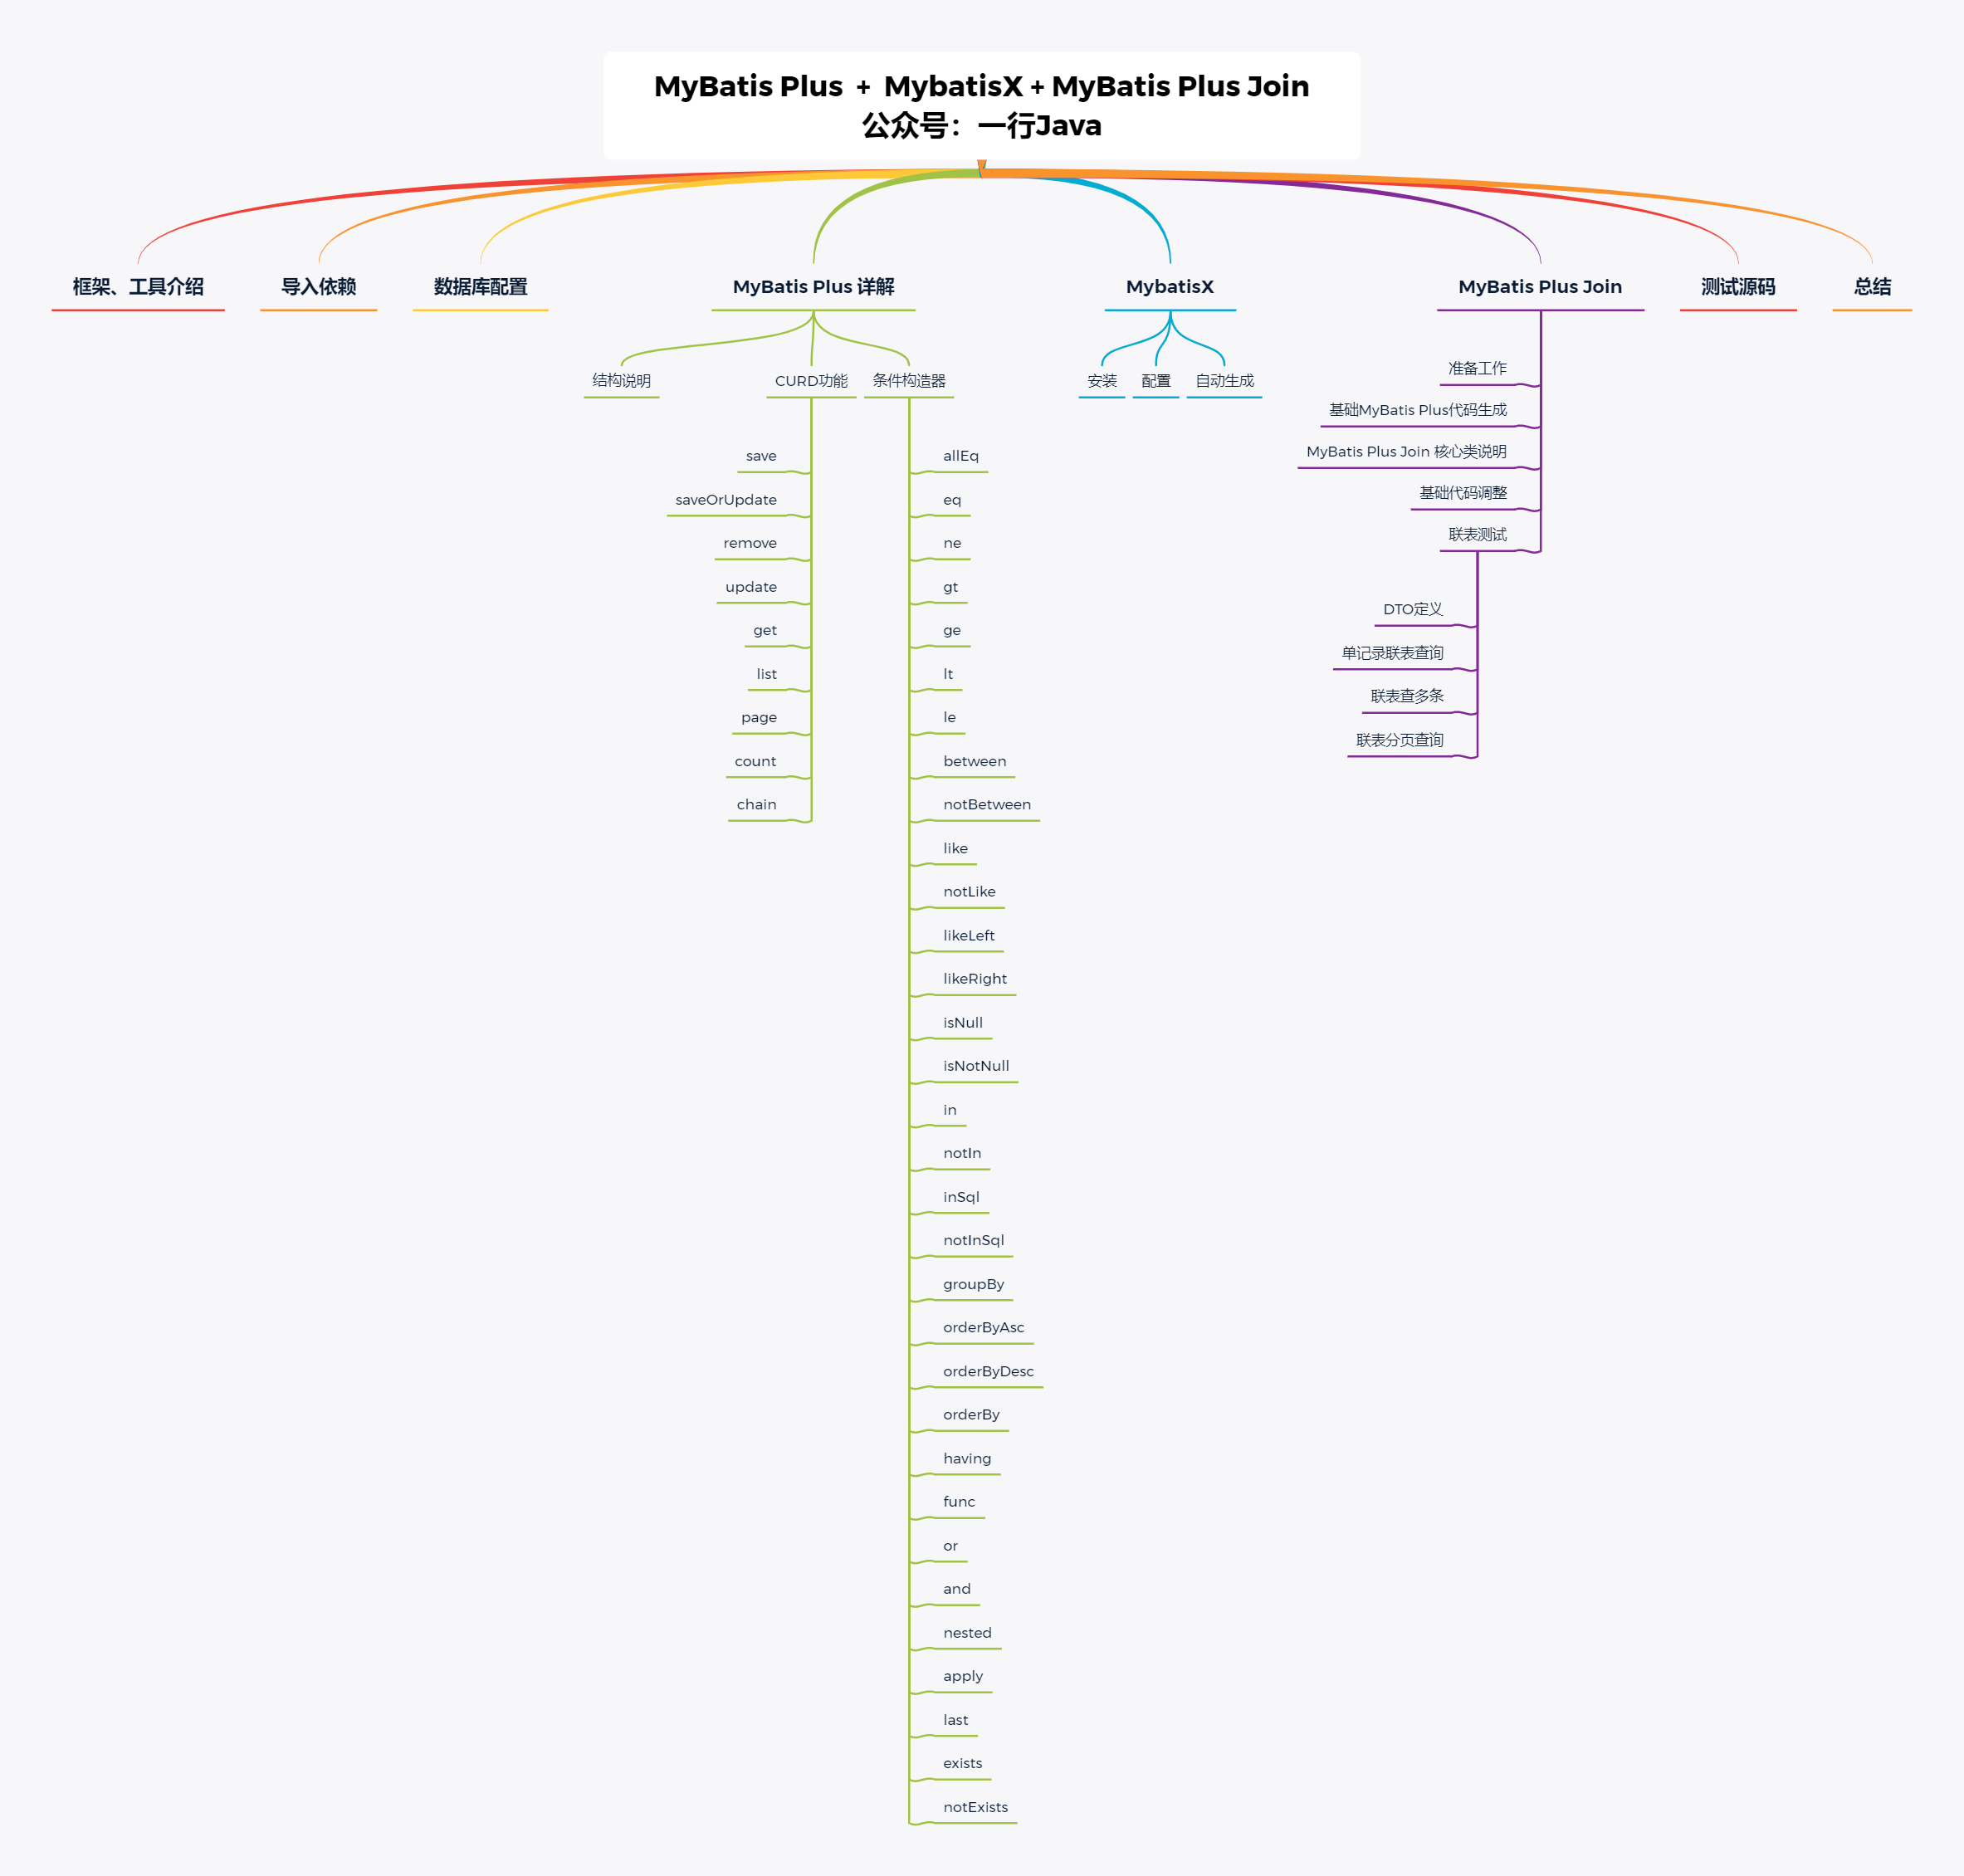 MyBatis Plus + MybatisX + MyBatis Plus Join
公众号：一行Java
框架、工具介绍
导入依赖
数据库配置
MyBatis Plus 详解
结构说明
CURD功能
save
saveOrUpdate
remove
update
get
list
page
count
chain
条件构造器
allEq
eq
ne
gt
ge
lt
le
between
notBetween
like
notLike
likeLeft
likeRight
isNull
isNotNull
in
notIn
inSql
notInSql
groupBy
orderByAsc
orderByDesc
orderBy
having
func
or
and
nested
apply
last
exists
notExists
MybatisX
安装
配置
自动生成
MyBatis Plus Join
准备工作
基础MyBatis Plus代码生成
MyBatis Plus Join 核心类说明
基础代码调整
联表测试
DTO定义
单记录联表查询
联表查多条
联表分页查询
测试源码
总结